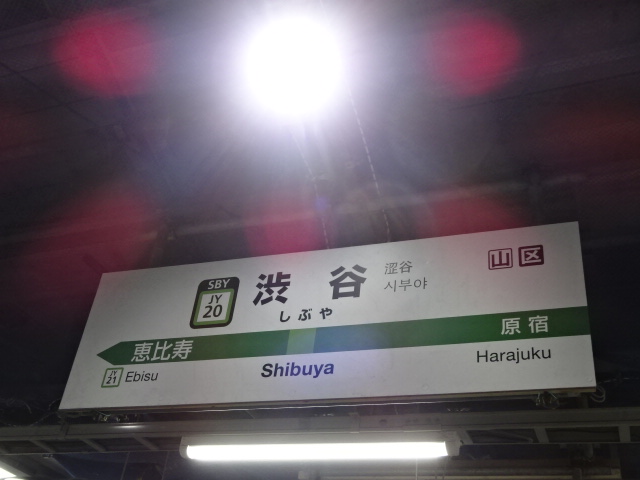 SBY
JY
20
渋谷
しぶや
涩谷
시부야
山区
恵比寿
原宿
JY
21
Ebisu
Shibuya
Harajuku